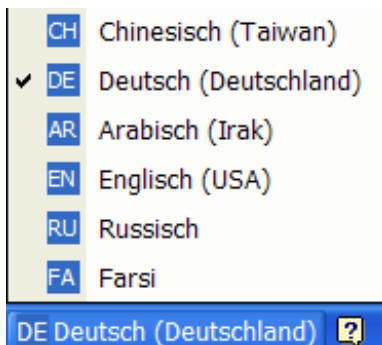 CH Chinesisch (Taiwan)
DE Deutsch (Deutschland)
AR Arabisch (Irak)
EN Englisch (USA)
RU Russisch
FA Farsi
DE Deutsch (Deutschland) ?